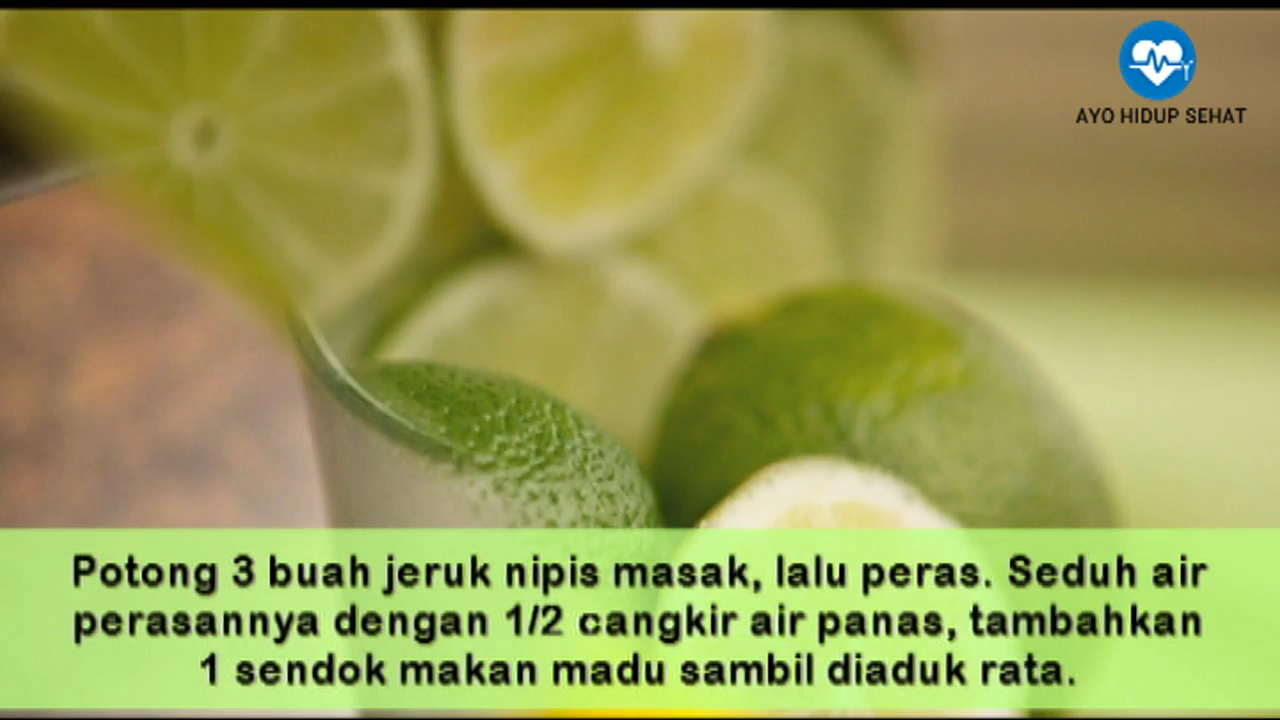 AYO HIDUP SEHAT
Potong 3 buah jeruk nipis masak, lalu peras. Seduh air
perasannya dengan 1/2 cangkir air panas, tambahkan
1 sendok makan madu sambil diaduk rata.